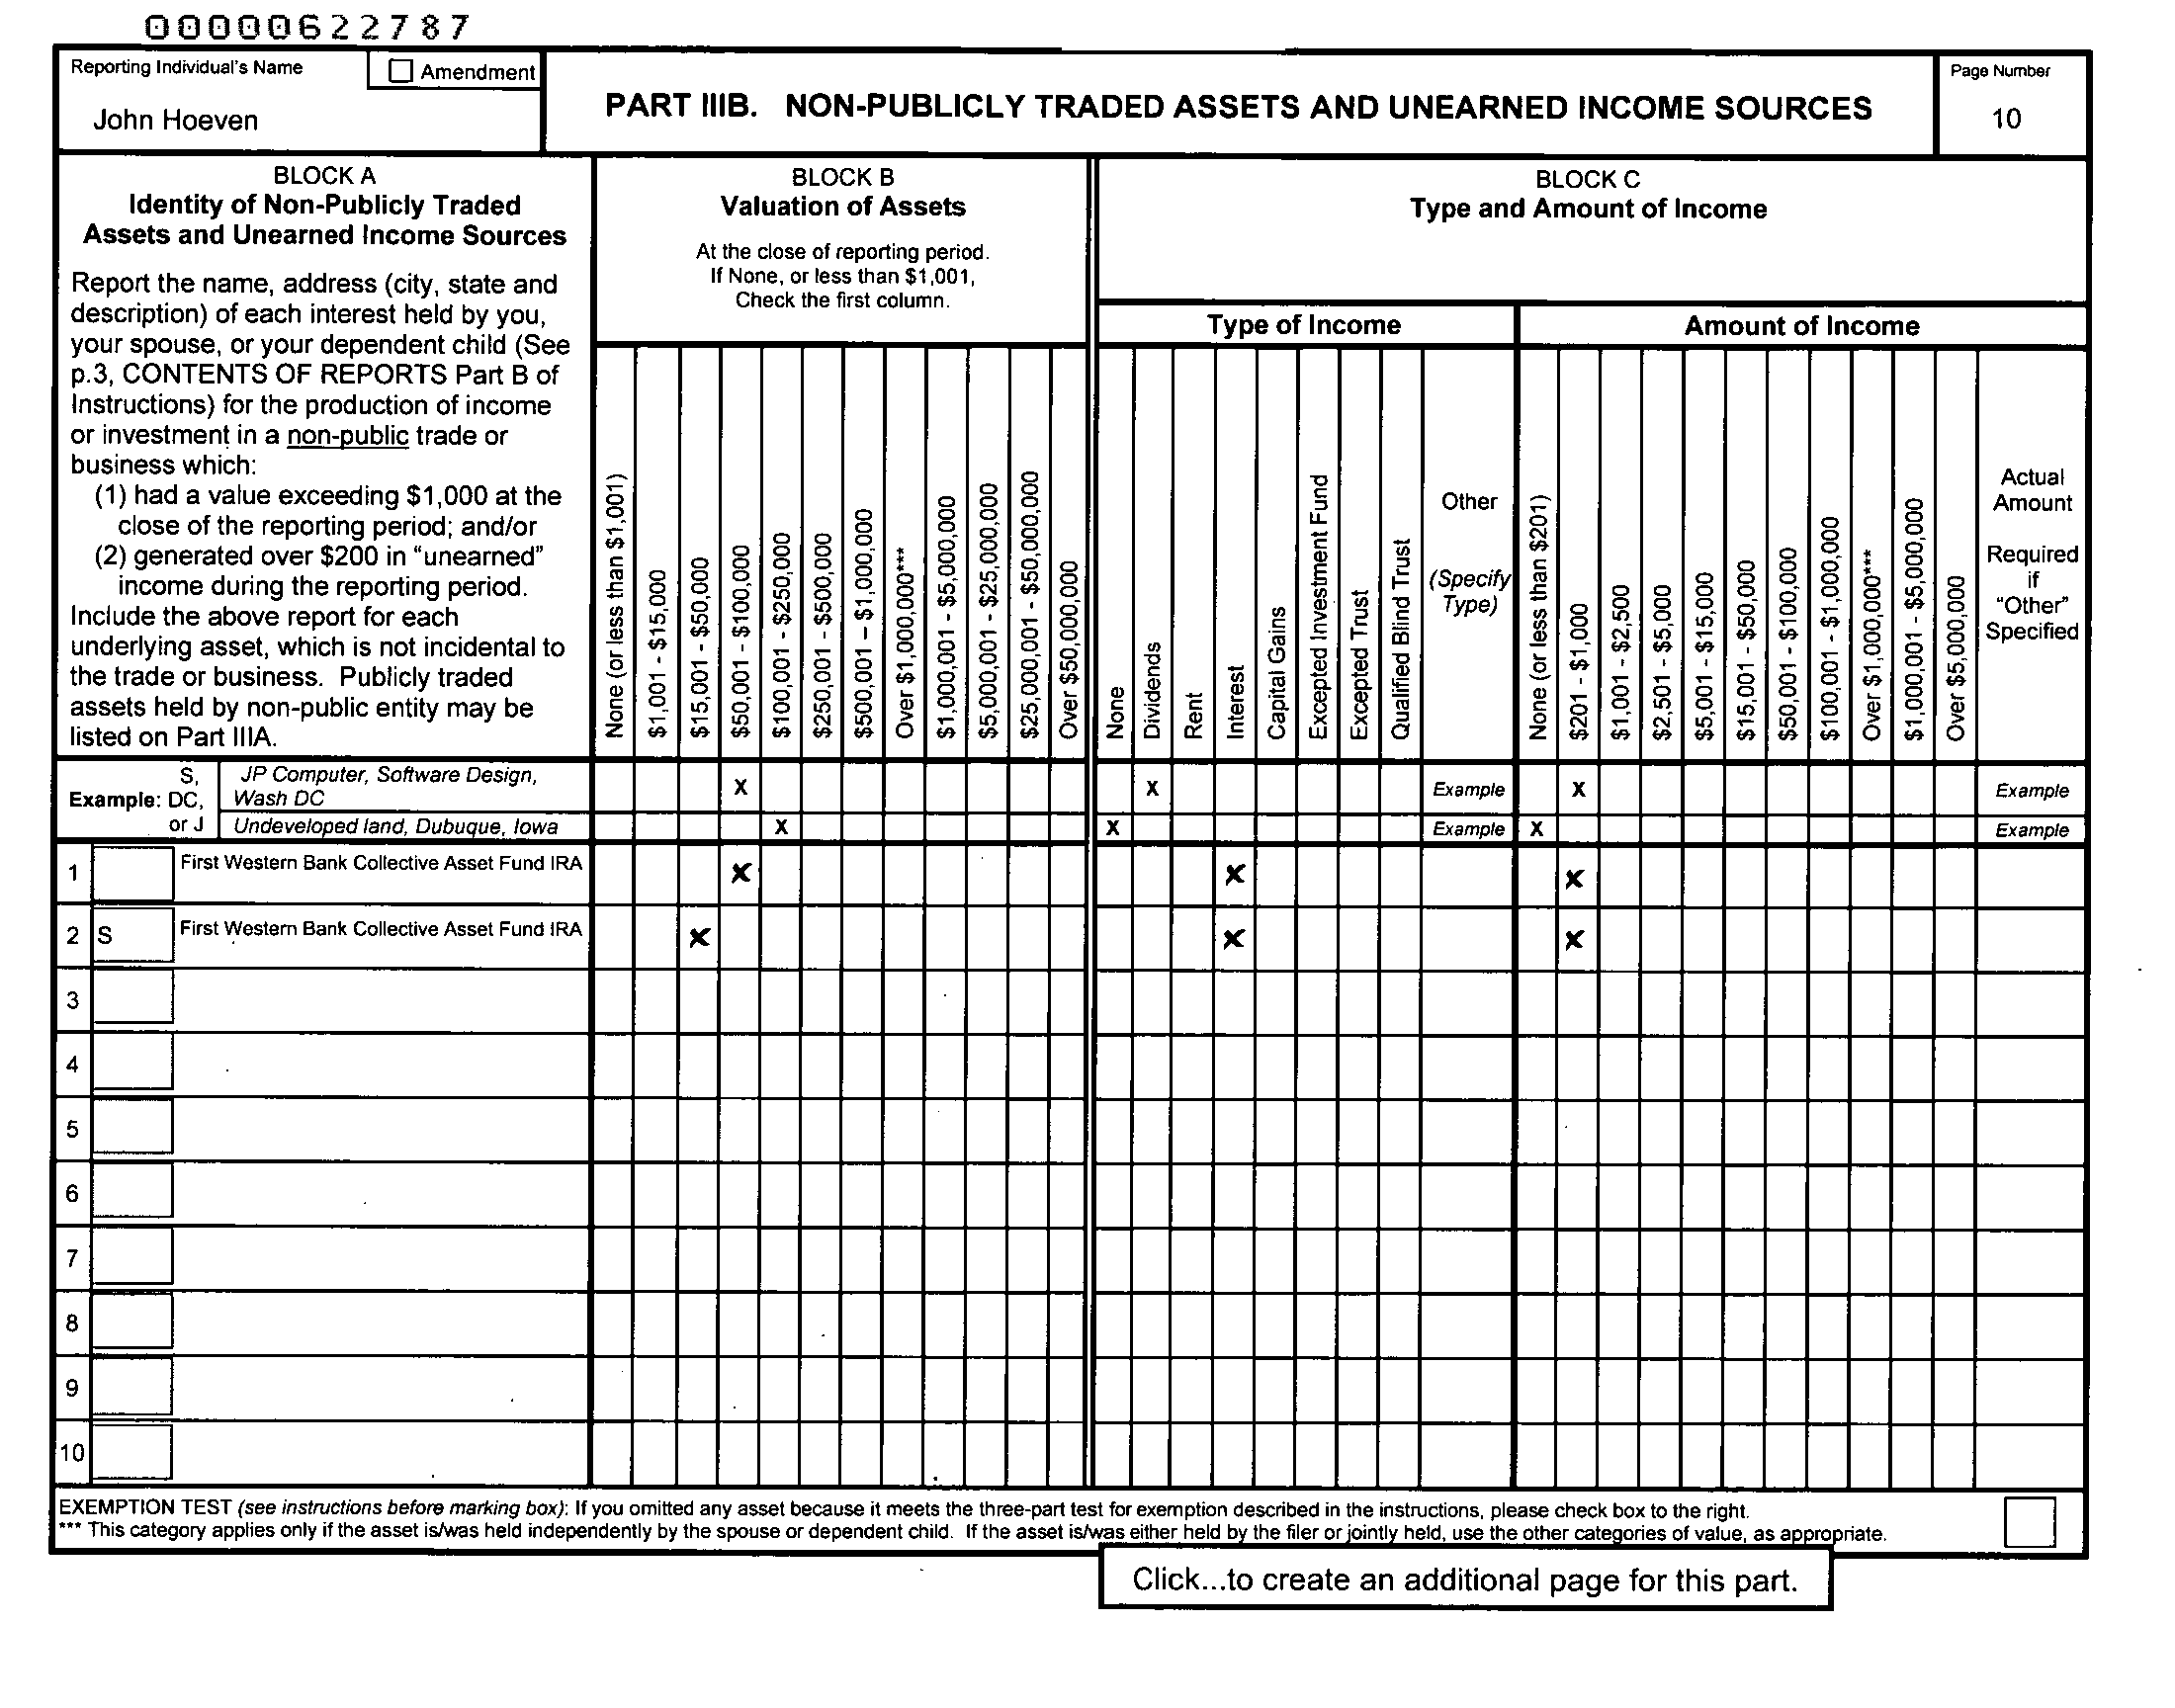 00000622787
Reporting Individual's Name
Amendment
John Hoeven
PART IIIB. NON-PUBLICLY TRADED ASSETS AND UNEARNED INCOME SOURCES
Page Number
10
BLOCK A
Identity of Non-Publicly Traded
Assets and Unearned Income Sources
Report the name, address (city, state and
description) of each interest held by you,
your spouse, or your dependent child (See
p.3, CONTENTS OF REPORTS Part B of
Instructions) for the production of income
or investment in a non-public trade or
business which:
(1) had a value exceeding $1,000 at the
close of the reporting period; and/or
(2) generated over $200 in "unearned"
income during the reporting period.
Include the above report for each
underlying asset, which is not incidental to
the trade or business. Publicly traded
assets held by non-public entity may be
listed on Part IIIA.
BLOCK B
Valuation of Assets
At the close of reporting period.
If None, or less than $1,001,
Check the first column.
None (or less than $1,001)
$1,001 - $15,000
$15,001 - $50,000
$50,001 - $100,000
$100,001 - $250,000
$250,001 - $500,000
$500,001 – $1,000,000
Over $1,000,000***
$1,000,001 - $5,000,000
$5,000,001 - $25,000,000
$25,000,001 - $50,000,000
Over $50,000,000
BLOCK C
Type and Amount of Income
Type of Income
None
Dividends
Rent
Interest
Capital Gains
Excepted Investment Fund
Excepted Trust
Qualified Blind Trust
Other
(Specify
Type)
Amount of Income
None (or less than $201)
$201 - $1,000
$1,001 - $2,500
$2,501 - $5,000
$5,001 - $15,000
$15,001 - $50,000
$50,001 - $100,000
$100,001 - $1,000,000
Over $1,000,000***
$1,000,001 - $5,000,000
Over $5,000,000
Actual
Amount
Required
if
"Other"
Specified
Example:
S,
DC,
or J
JP Computer, Software Design,
Wash DC
X X Example X Example
Undeveloped land, Dubuque, Iowa X X Example X Example
1 First Western Bank Collective Asset Fund IRA X X X
2 S First Western Bank Collective Asset Fund IRA X X X
3
4
5
6
7
8
9
10
EXEMPTION TEST (see instructions before marking box): If you omitted any asset because it meets the three-part test for exemption described in the instructions, please check box to the right.
*** This category applies only if the asset is/was held independently by the spouse or dependent child. If the asset is/was either held by the filer or jointly held, use the other categories of value, as appropriate.
Click...to create an additional page for this part.